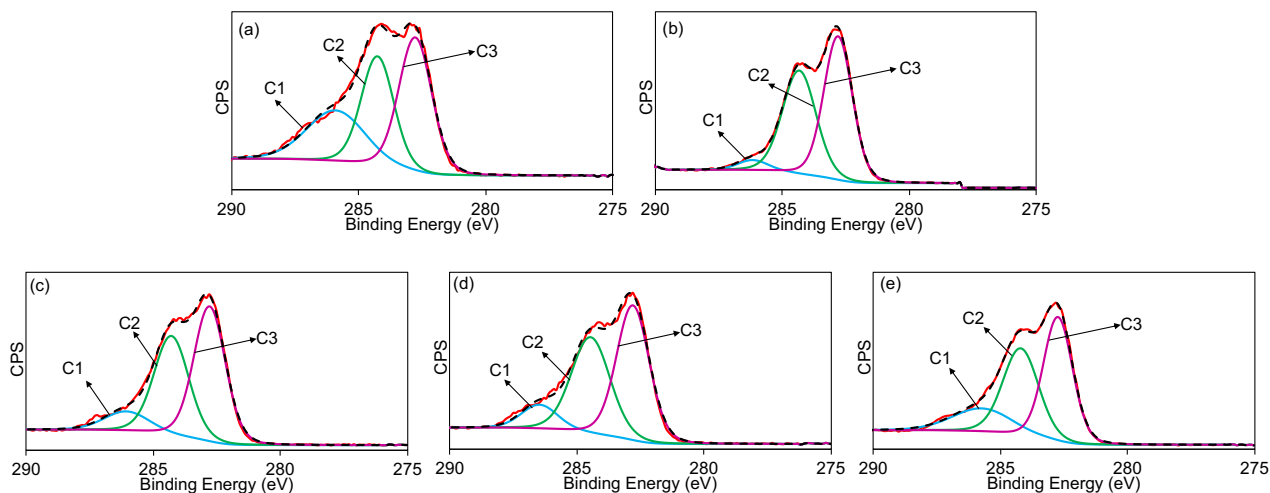 (a)
C1
C2
C3
CPS
290 285 280 275
Binding Energy (eV)
(b)
C1
C2
C3
CPS
290 285 280 275
Binding Energy (eV)
(c)
C1
C2
C3
CPS
290 285 280 275
Binding Energy (eV)
(d)
C1
C2
C3
CPS
290 285 280 275
Binding Energy (eV)
(e)
C1
C2
C3
CPS
290 285 280 275
Binding Energy (eV)